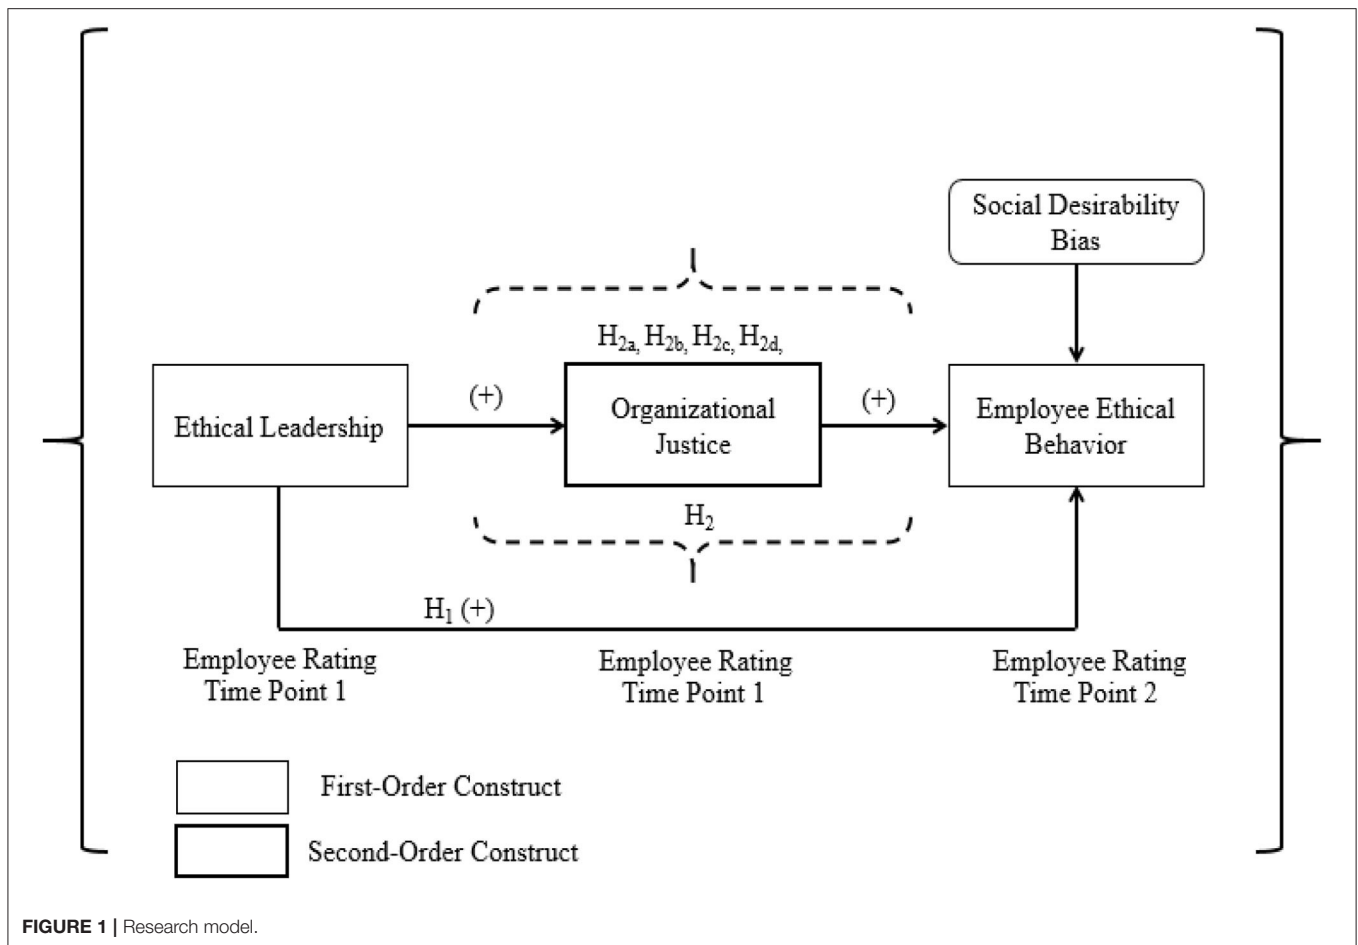 Social Desirability
Bias
H2a, H2b, H2c, H2d,
Ethical Leadership
(+)
Organizational
Justice
(+)
Employee Ethical
Behavior
H2
H1 (+)
Employee Rating
Time Point 1
Employee Rating
Time Point 1
Employee Rating
Time Point 2
First-Order Construct
Second-Order Construct
FIGURE 1 | Research model.